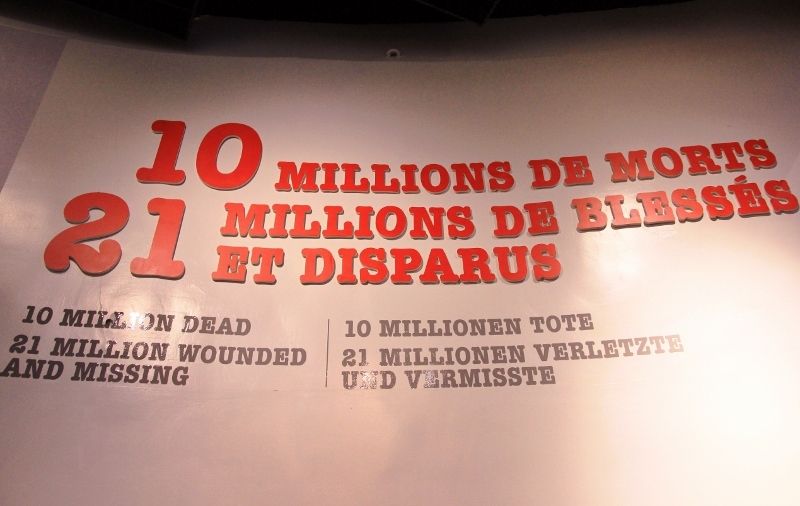 10 MILLIONS DE MORTS
21 MILLIONS DE BLESSÉS
ET DISPARUS
10 MILLION DEAD
21 MILLION WOUNDED
AND MISSING
10 MILLIONEN TOTE
21 MILLIONEN VERLETZTE
UND VERMISSTE